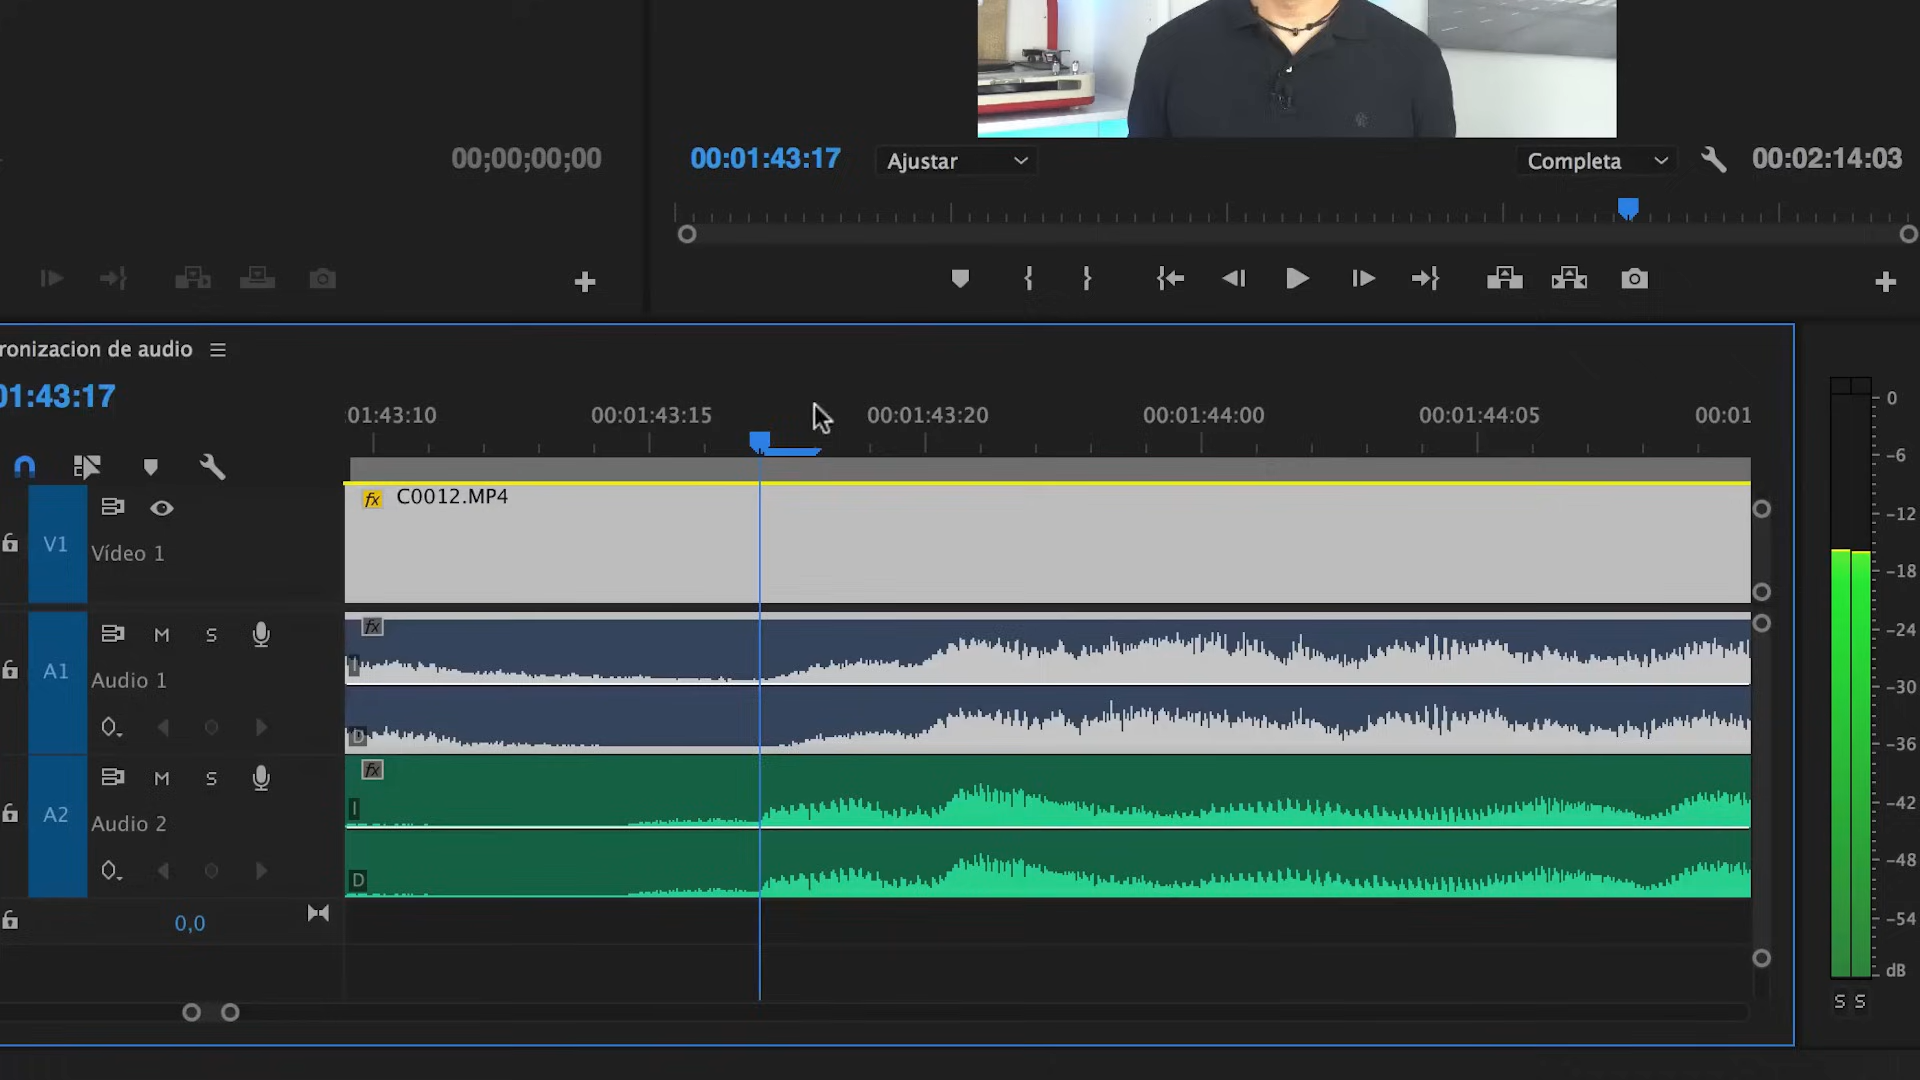 00;00;00;00
00:01:43:17
Ajustar
Completa
00:02:14:03
ronizacion de audio
01:43:17
:01:43:10
00:01:43:15
00:01:43:20
00:01:44:00
00:01:44:05
00:01
fx C0012.MP4
V1
Vídeo 1
fx
M S
I
A1
Audio 1
D
fx
M S
I
A2
Audio 2
D
0,0
0
-6
-12
-18
-24
-30
-36
-42
-48
-54
dB
S S